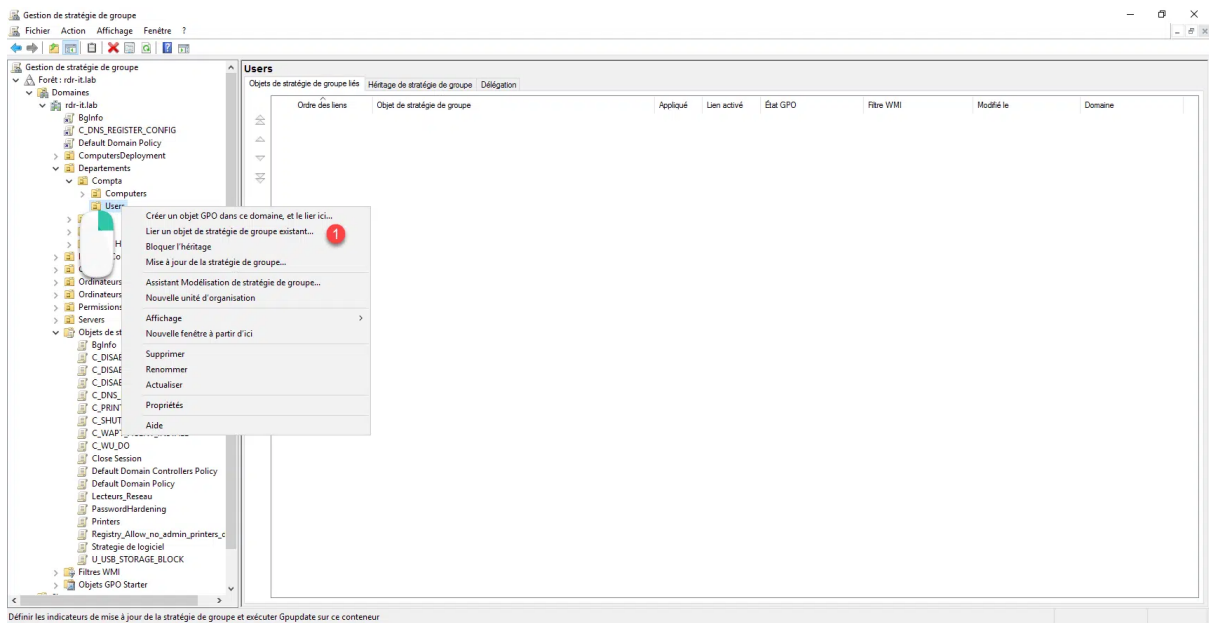 Gestion de stratégie de groupe
Fichier Action Affichage Fenêtre ?
Gestion de stratégie de groupe
Forêt : rdr-it.lab
Domaines
rdr-it.lab
BgInfo
C_DNS_REGISTER_CONFIG
Default Domain Policy
ComputersDeployment
Departements
Compta
Computers
Users
Ordinateurs
Ordinateurs
Permissions
Servers
Objets de st
BgInfo
C_DISAE
C_DISAE
C_DISAE
C_DNS_
C_PRIN
C_SHUT
C_WU_DO
Close Session
Default Domain Controllers Policy
Default Domain Policy
Lecteurs_Reseau
PasswordHardening
Printers
Registry_Allow_no_admin_printers_c
Strategie de logiciel
U_USB_STORAGE_BLOCK
Filtres WMI
Objets GPO Starter
Créer un objet GPO dans ce domaine, et le lier ici...
Lier un objet de stratégie de groupe existant...
1
Bloquer l'héritage
Mise à jour de la stratégie de groupe...
Assistant Modélisation de stratégie de groupe...
Nouvelle unité d'organisation
Affichage
Nouvelle fenêtre à partir d'ici
Supprimer
Renommer
Actualiser
Propriétés
Aide
Users
Objets de stratégie de groupe liés Héritage de stratégie de groupe Délégation
Ordre des liens Objet de stratégie de groupe Appliqué Lien activé État GPO Filtre WMI Modifié le Domaine
Définir les indicateurs de mise à jour de la stratégie de groupe et exécuter Gpupdate sur ce conteneur